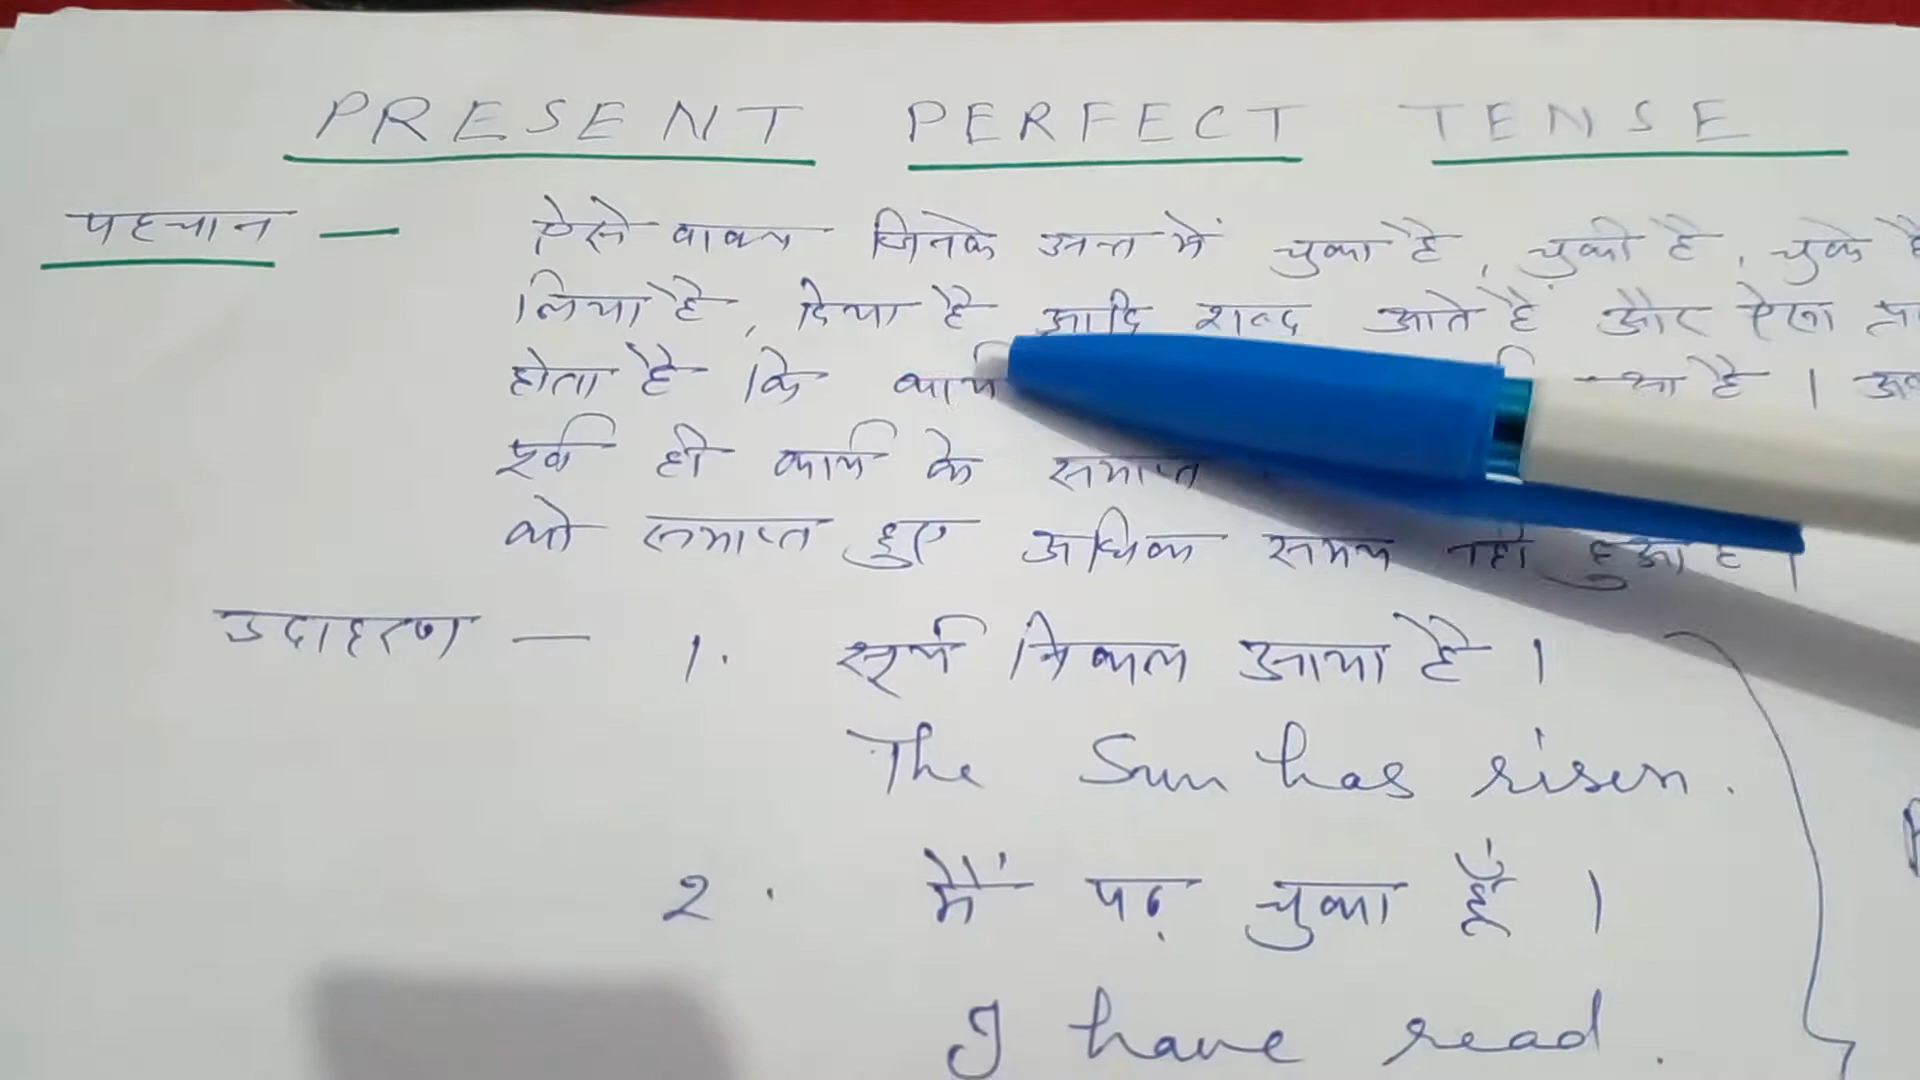 PRESENT PERFECT TENSE
पहचान — ऐसे वाक्य जिनके अन्त में चुका है, चुकी है, चुके है
लिया है, दिया है आदि शब्द आते हैं और ऐसा
होता है कि कार्य है ।
पूर्व ही कार्य के समाप्त
को समाप्त हुए अधिक समय नहीं हुआ है ।
उदाहरण — 1. सूर्य निकल आया है ।
The Sun has risen.
2. मैं पढ़ चुका हूँ ।
I have read.